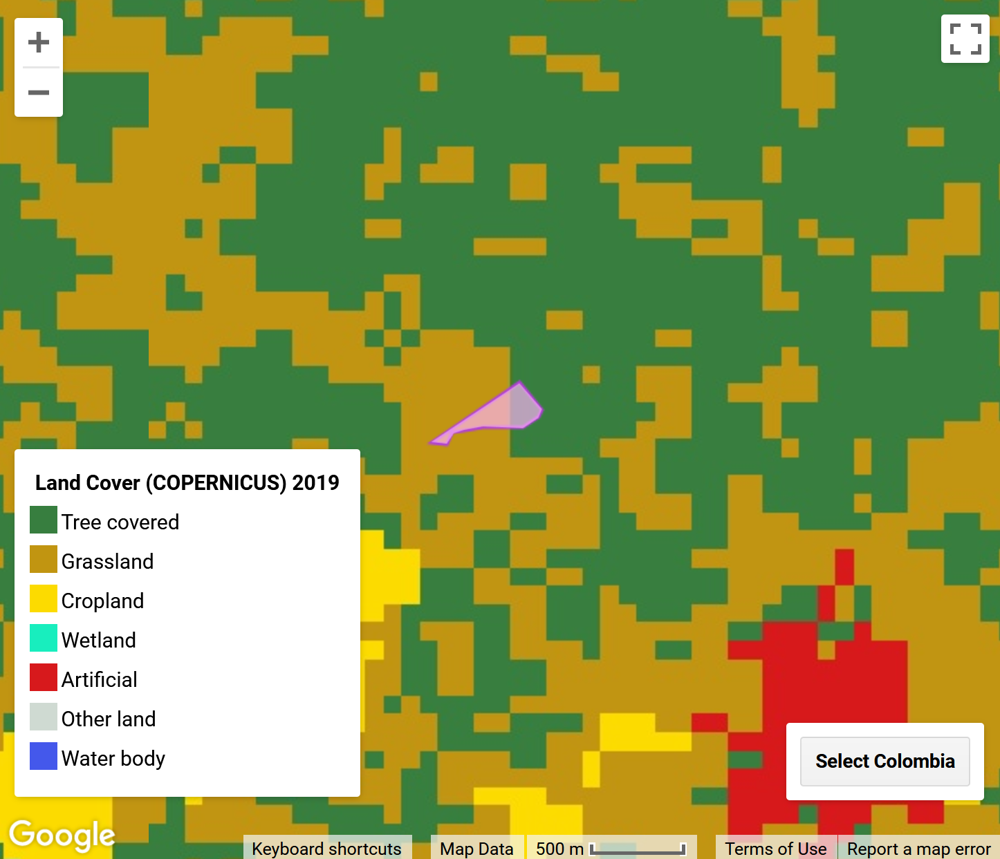 +
−
Land Cover (COPERNICUS) 2019
Tree covered
Grassland
Cropland
Wetland
Artificial
Other land
Water body
Select Colombia
Google
Keyboard shortcuts
Map Data
500 m
Terms of Use
Report a map error